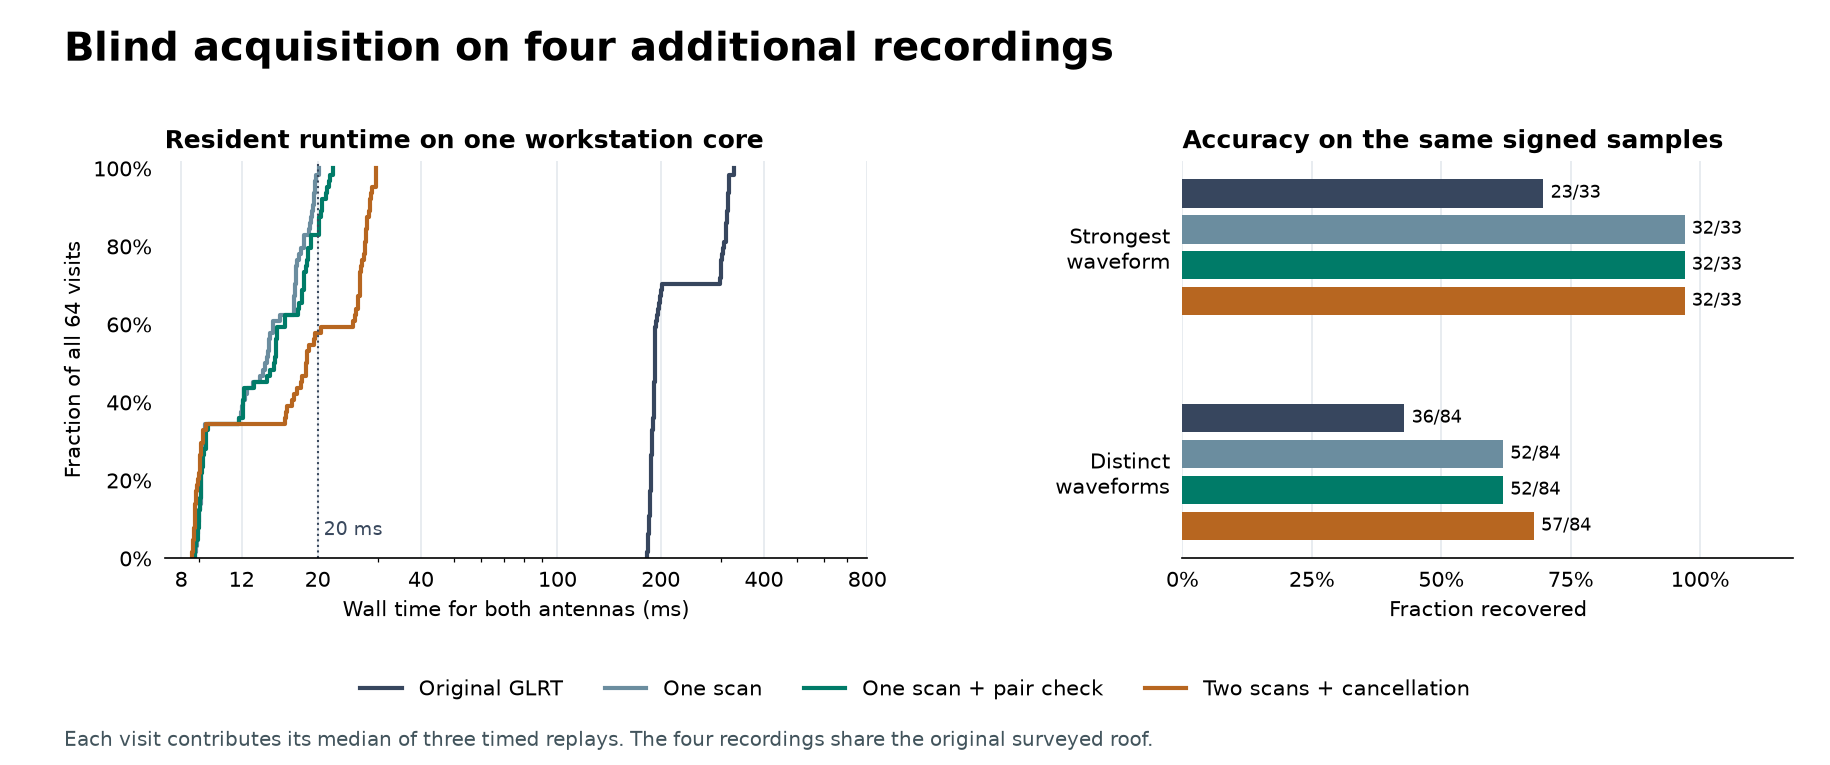 Blind acquisition on four additional recordings
Resident runtime on one workstation core
Fraction of all 64 visits
100%
80%
60%
40%
20%
0%
20 ms
8 12 20 40 100 200 400 800
Wall time for both antennas (ms)
Accuracy on the same signed samples
Strongest
waveform
23/33
32/33
32/33
32/33
Distinct
waveforms
36/84
52/84
52/84
57/84
0% 25% 50% 75% 100%
Fraction recovered
Original GLRT One scan One scan + pair check Two scans + cancellation
Each visit contributes its median of three timed replays. The four recordings share the original surveyed roof.